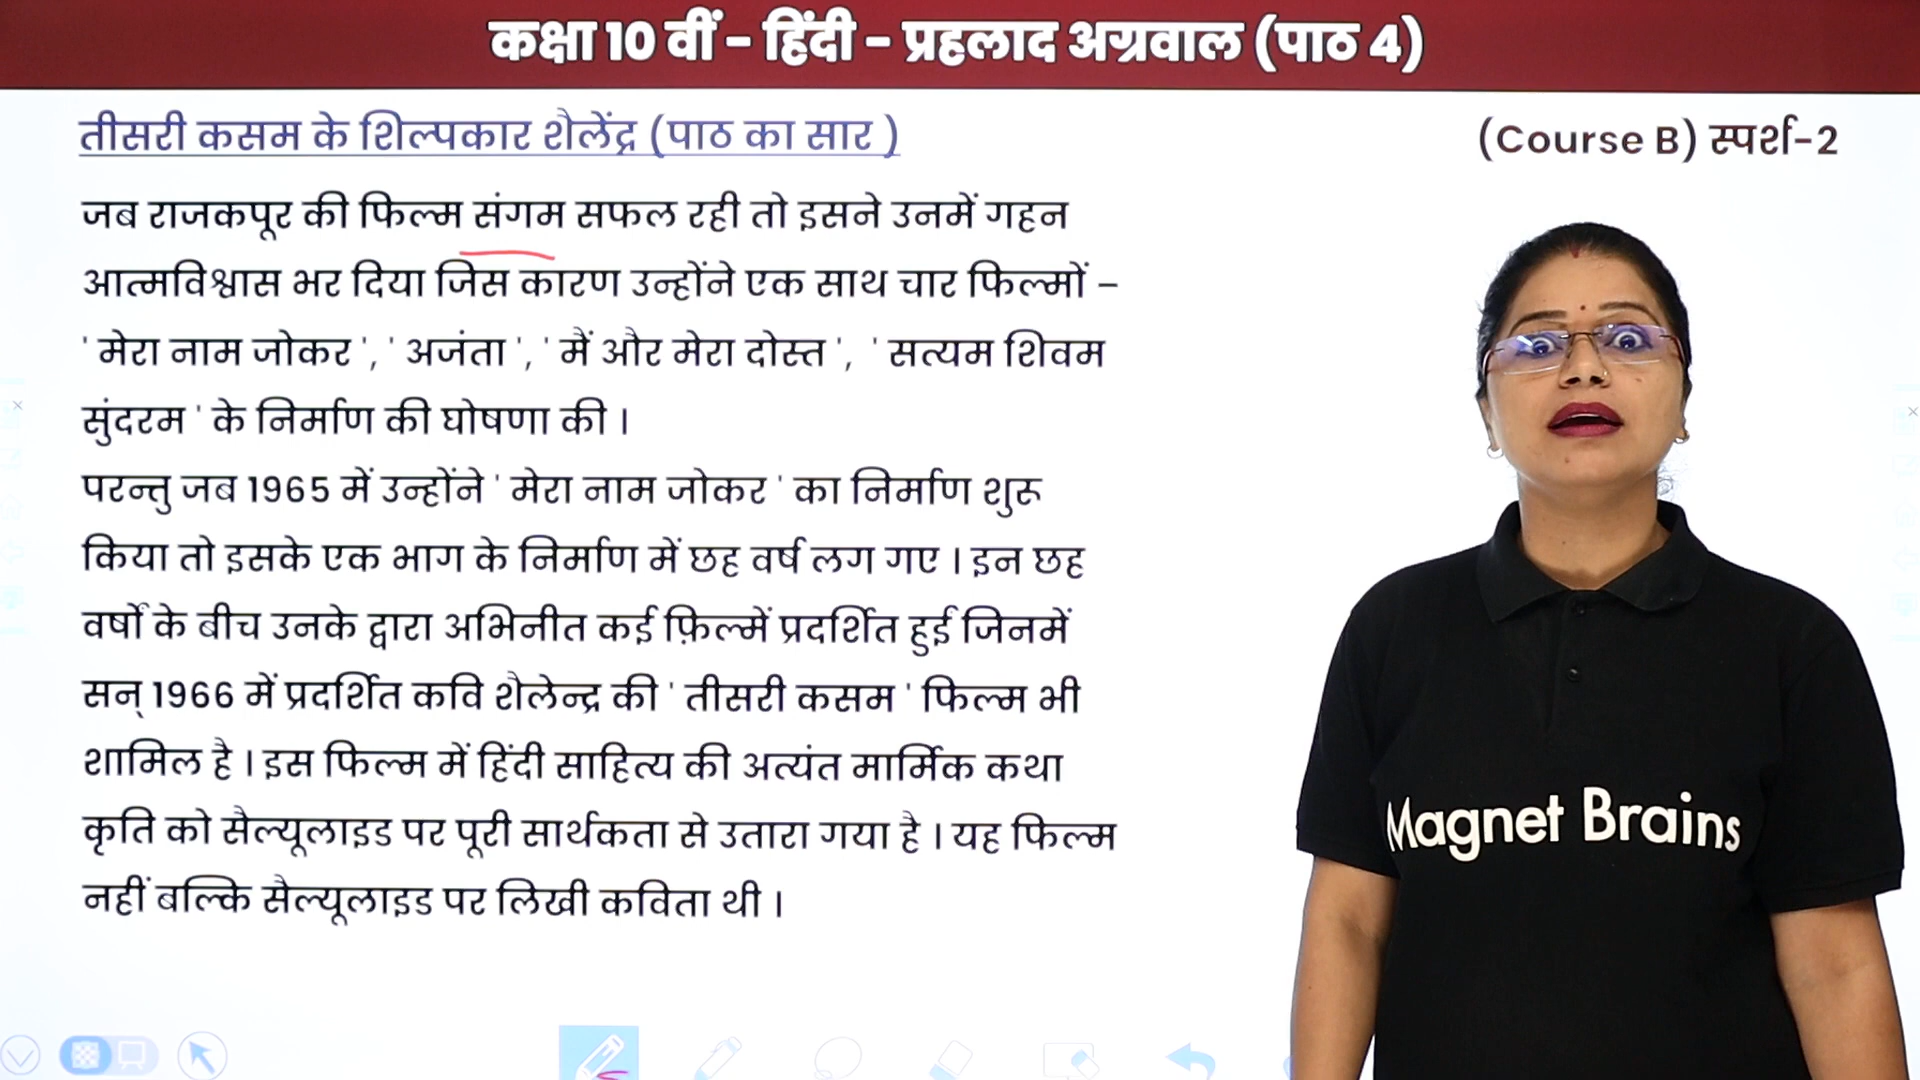 कक्षा 10 वीं - हिंदी - प्रहलाद अग्रवाल (पाठ 4)
तीसरी कसम के शिल्पकार शैलेंद्र (पाठ का सार )
(Course B) स्पर्श-2
जब राजकपूर की फिल्म संगम सफल रही तो इसने उनमें गहन
आत्मविश्वास भर दिया जिस कारण उन्होंने एक साथ चार फिल्मों –
' मेरा नाम जोकर ', ' अजंता ', ' मैं और मेरा दोस्त ', ' सत्यम शिवम
सुंदरम ' के निर्माण की घोषणा की ।
परन्तु जब 1965 में उन्होंने ' मेरा नाम जोकर ' का निर्माण शुरू
किया तो इसके एक भाग के निर्माण में छह वर्ष लग गए । इन छह
वर्षों के बीच उनके द्वारा अभिनीत कई फ़िल्में प्रदर्शित हुई जिनमें
सन् 1966 में प्रदर्शित कवि शैलेन्द्र की ' तीसरी कसम ' फिल्म भी
शामिल है । इस फिल्म में हिंदी साहित्य की अत्यंत मार्मिक कथा
कृति को सैल्यूलाइड पर पूरी सार्थकता से उतारा गया है । यह फिल्म
नहीं बल्कि सैल्यूलाइड पर लिखी कविता थी ।
Magnet Brains